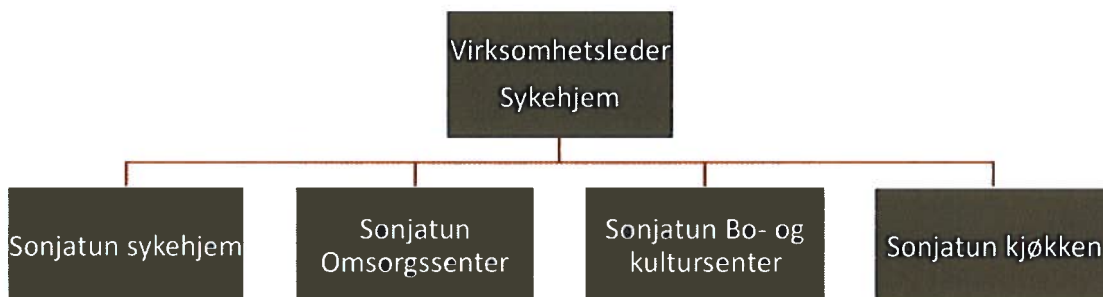 Virksomhetsleder
Sykehjem
Sonjatun sykehjem
Sonjatun
Omsorgssenter
Sonjatun Bo- og
kultursenter
Sonjatun kjøkken